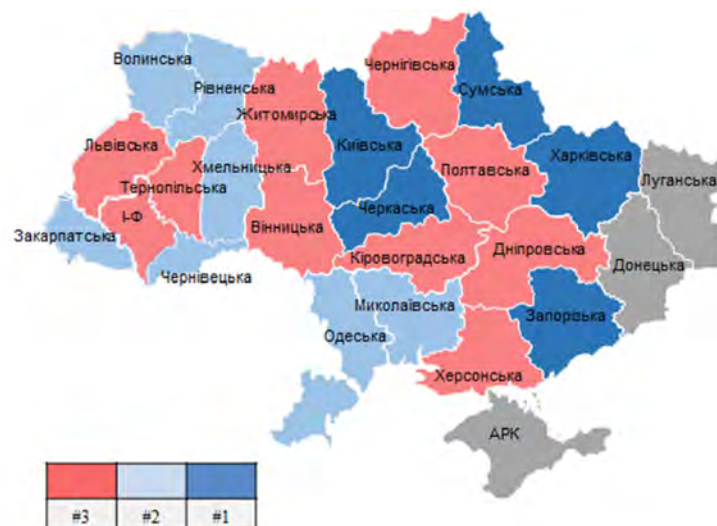 Волинська
Рівненська
Чернігівська
Сумська
Житомирська
Київська
Львівська
Тернопільська
Хмельницька
Полтавська
Харківська
Луганська
І-Ф
Вінницька
Черкаська
Закарпатська
Чернівецька
Кіровоградська
Дніпровська
Донецька
Миколаївська
Одеська
Запорізька
Херсонська
АРК
#3 #2 #1